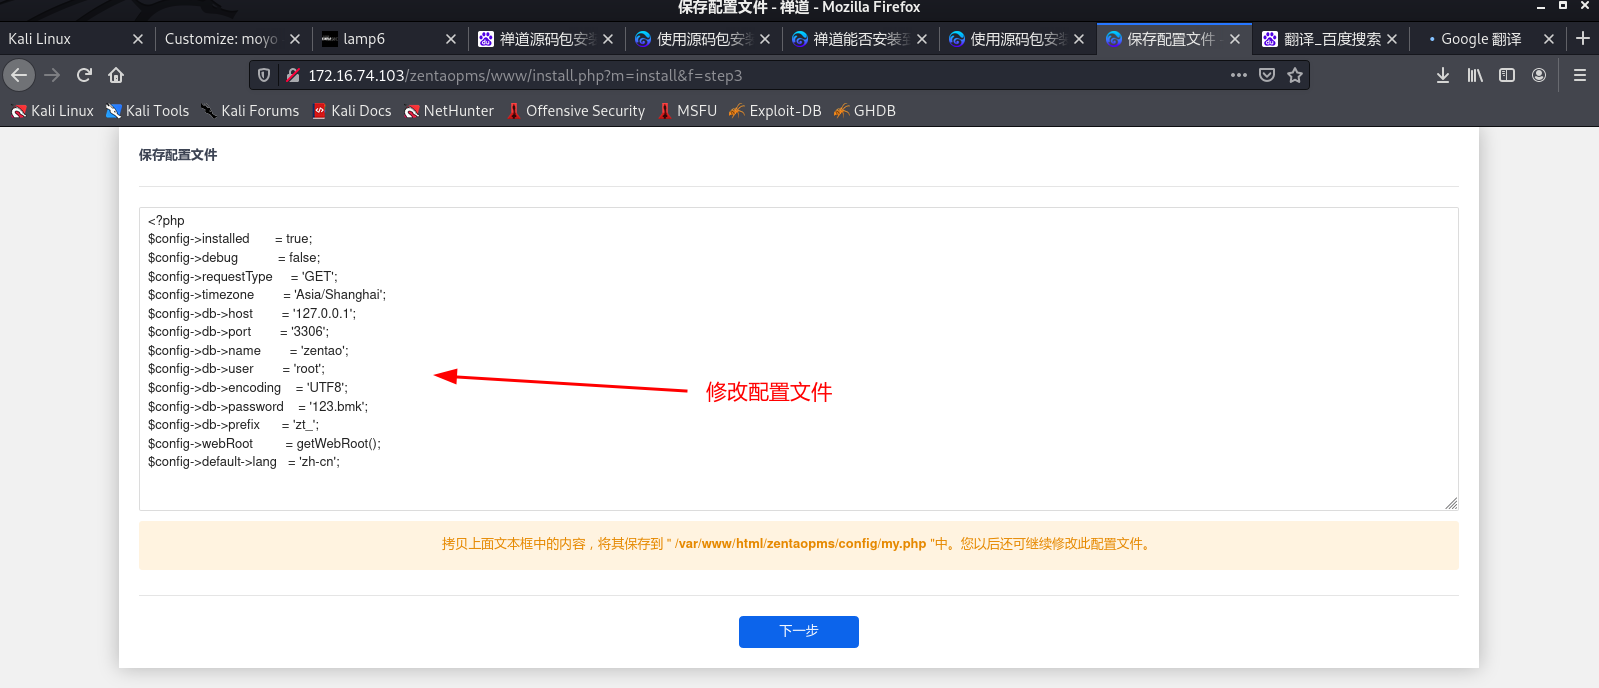 保存配置文件 - 禅道 - Mozilla Firefox
Kali Linux
Customize: moyo
lamp6
禅道源码包安装
使用源码包安装
禅道能否安装到
使用源码包安装
保存配置文件
翻译_百度搜索
Google 翻译
172.16.74.103/zentaopms/www/install.php?m=install&f=step3
Kali Linux
Kali Tools
Kali Forums
Kali Docs
NetHunter
Offensive Security
MSFU
Exploit-DB
GHDB
保存配置文件
<?php
$config->installed = true;
$config->debug = false;
$config->requestType = 'GET';
$config->timezone = 'Asia/Shanghai';
$config->db->host = '127.0.0.1';
$config->db->port = '3306';
$config->db->name = 'zentao';
$config->db->user = 'root';
$config->db->encoding = 'UTF8';
$config->db->password = '123.bmk';
$config->db->prefix = 'zt_';
$config->webRoot = getWebRoot();
$config->default->lang = 'zh-cn';
修改配置文件
拷贝上面文本框中的内容，将其保存到 " /var/www/html/zentaopms/config/my.php "中。您以后还可继续修改此配置文件。
下一步